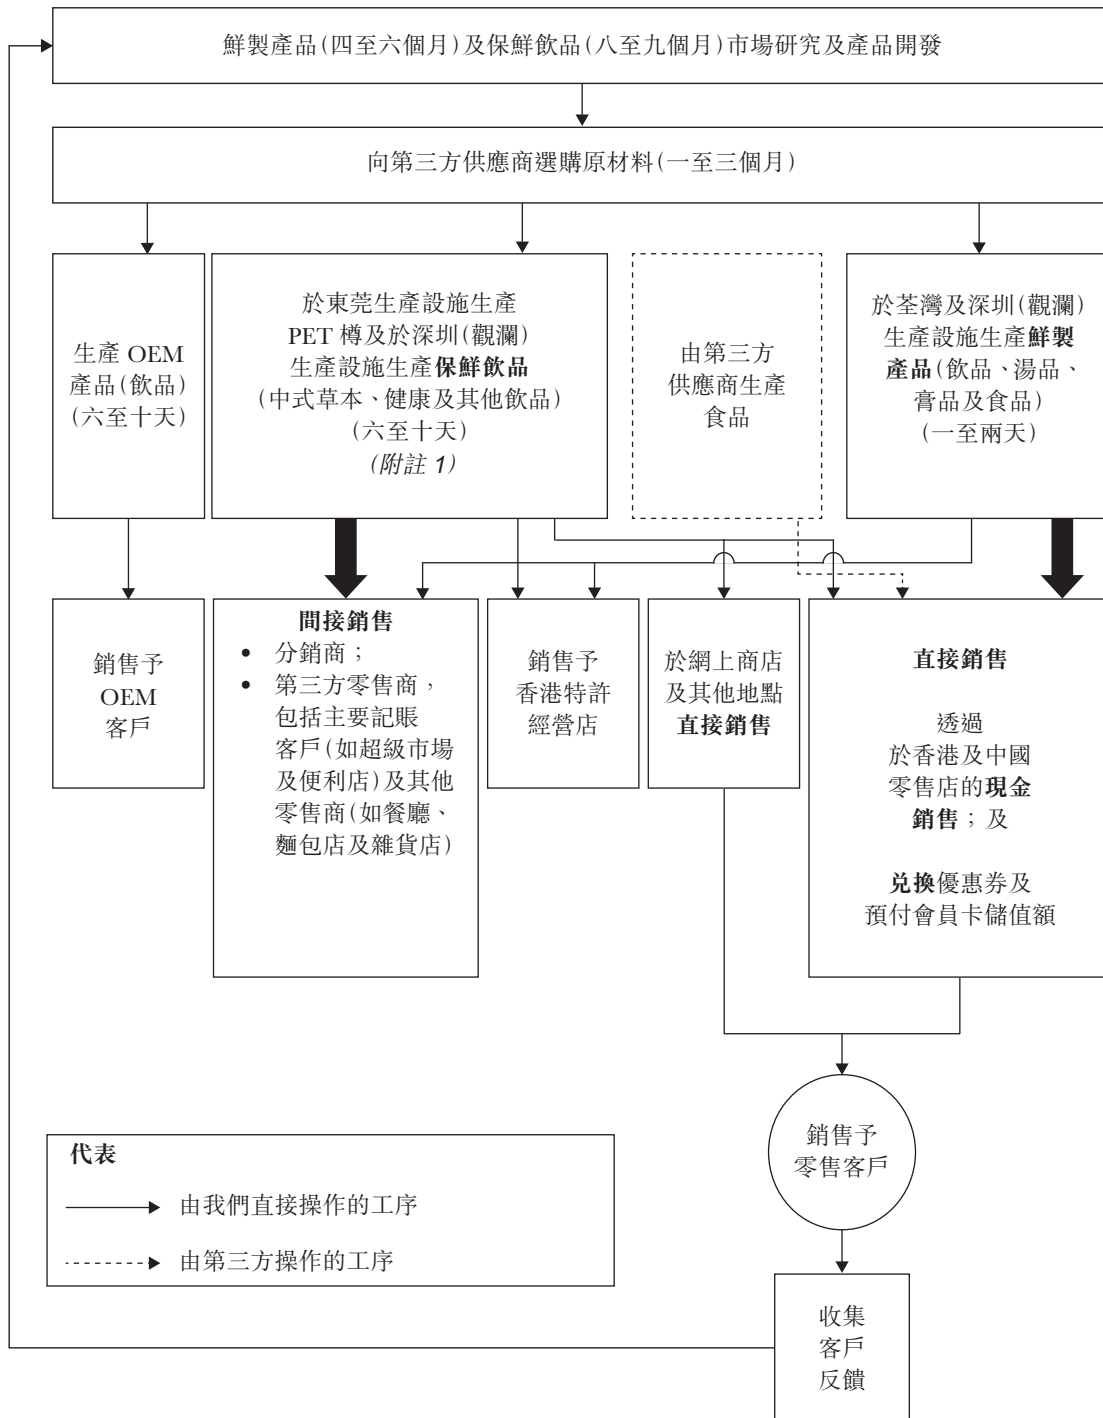 鮮製產品(四至六個月)及保鮮飲品(八至九個月)市場研究及產品開發
向第三方供應商選購原材料(一至三個月)
生產 OEM
產品(飲品)
(六至十天)
於東莞生產設施生產
PET 樽及於深圳(觀瀾)
生產設施生產保鮮飲品
(中式草本、健康及其他飲品)
(六至十天)
(附註 1)
由第三方
供應商生產
食品
於荃灣及深圳(觀瀾)
生產設施生產鮮製
產品(飲品、湯品、
膏品及食品)
(一至兩天)
銷售予
OEM
客戶
間接銷售
• 分銷商；
• 第三方零售商，
包括主要記賬
客戶(如超級市場
及便利店)及其他
零售商(如餐廳、
麵包店及雜貨店)
銷售予
香港特許
經營店
於網上商店
及其他地點
直接銷售
直接銷售
透過
於香港及中國
零售店的現金
銷售；及
兑換優惠券及
預付會員卡儲值額
銷售予
零售客戶
代表
由我們直接操作的工序
由第三方操作的工序
收集
客戶
反饋